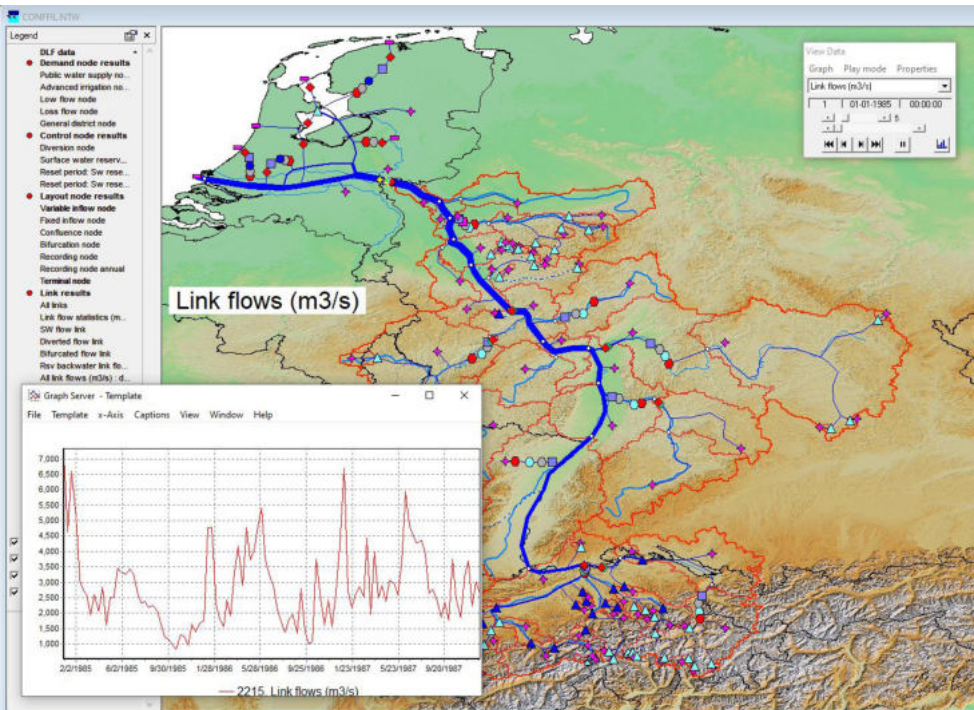 CONFRL.NTW
Legend
DLF data
Demand node results
Public water supply no...
Advanced irrigation no...
Low flow node
Loss flow node
General district node
Control node results
Diversion node
Surface water reserv...
Reset period: Sw rese...
Reset period: Sw rese...
Layout node results
Variable inflow node
Fixed inflow node
Confluence node
Bifurcation node
Recording node
Recording node annual
Terminal node
Link results
All links
Link flow statistics (m...
SW flow link
Diverted flow link
Bifurcated flow link
Rsv backwater link flo...
All link flows (m3/s) : d...
View Data
Graph Play mode Properties
Link flows (m3/s)
1 01-01-1985 00:00:00
5
Link flows (m3/s)
Graph Server - Template
File Template x-Axis Captions View Window Help
7,000
6,500
6,000
5,500
5,000
4,500
4,000
3,500
3,000
2,500
2,000
1,500
1,000
2/2/1985 6/2/1985 9/30/1985 1/28/1986 5/28/1986 9/25/1986 1/23/1987 5/23/1987 9/20/1987
2215. Link flows (m3/s)